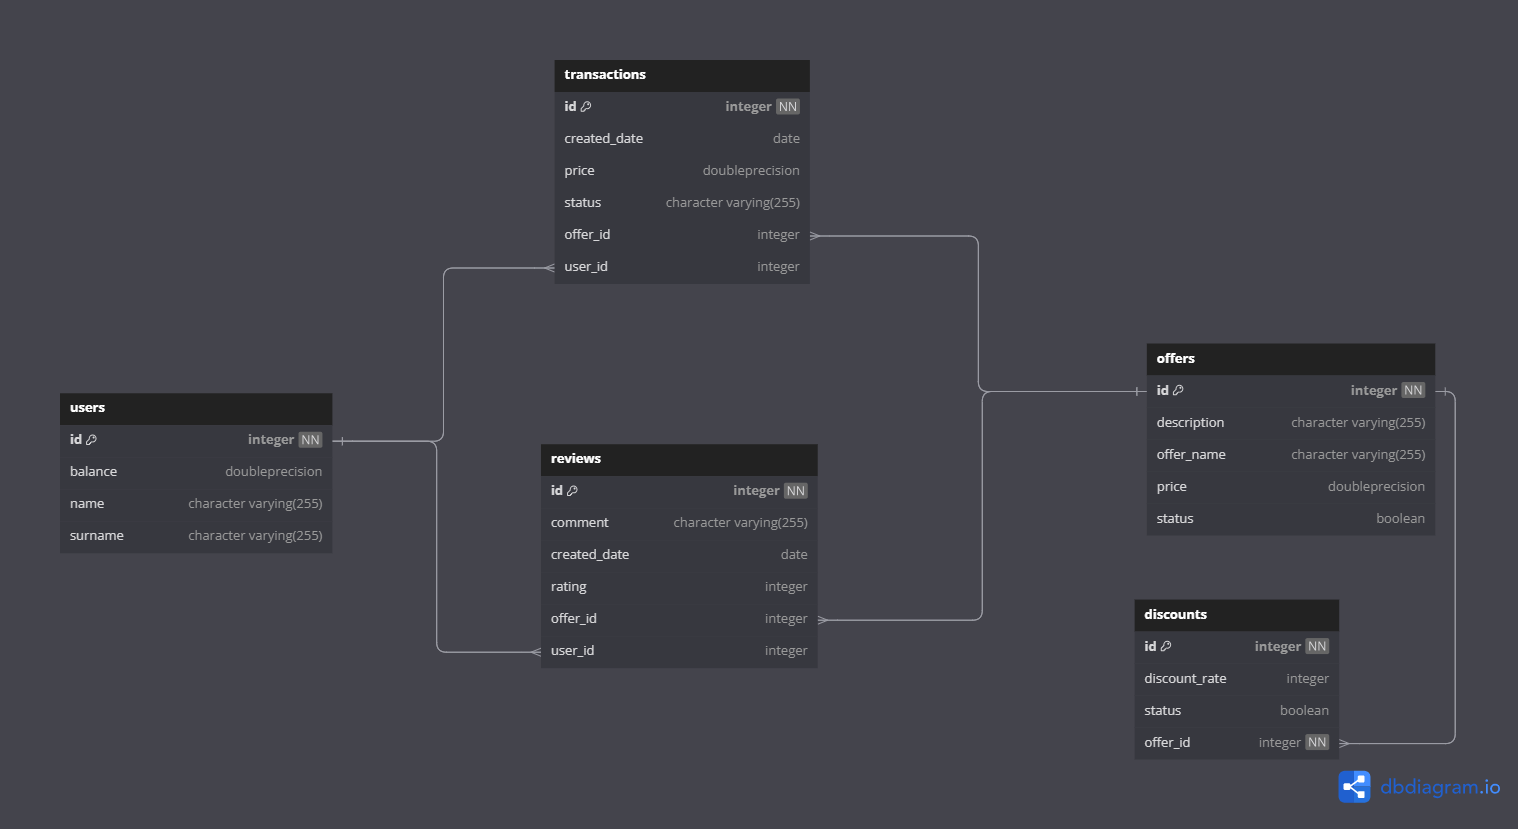 transactions
id integer NN
created_date date
price doubleprecision
status character varying(255)
offer_id integer
user_id integer
users
id integer NN
balance doubleprecision
name character varying(255)
surname character varying(255)
reviews
id integer NN
comment character varying(255)
created_date date
rating integer
offer_id integer
user_id integer
offers
id integer NN
description character varying(255)
offer_name character varying(255)
price doubleprecision
status boolean
discounts
id integer NN
discount_rate integer
status boolean
offer_id integer NN
dbdiagram.io